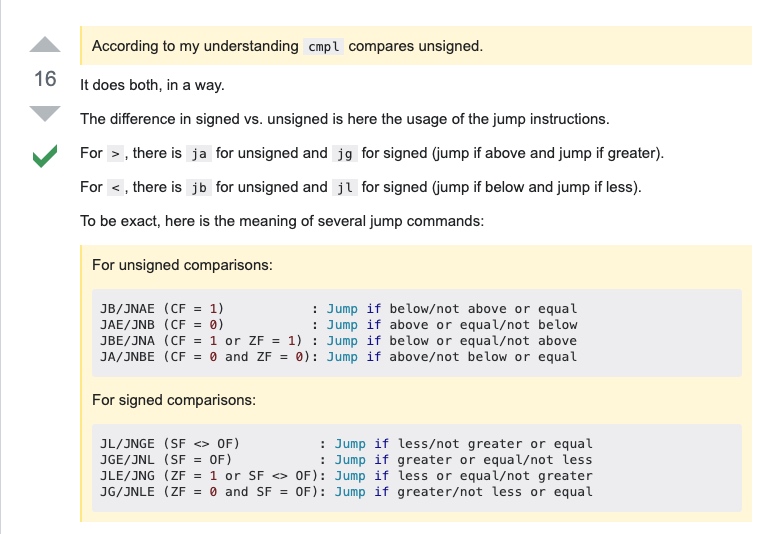 According to my understanding cmpl compares unsigned.
16
It does both, in a way.
The difference in signed vs. unsigned is here the usage of the jump instructions.
For > , there is ja for unsigned and jg for signed (jump if above and jump if greater).
For < , there is jb for unsigned and jl for signed (jump if below and jump if less).
To be exact, here is the meaning of several jump commands:
For unsigned comparisons:
JB/JNAE (CF = 1)           : Jump if below/not above or equal
JAE/JNB (CF = 0)           : Jump if above or equal/not below
JBE/JNA (CF = 1 or ZF = 1) : Jump if below or equal/not above
JA/JNBE (CF = 0 and ZF = 0): Jump if above/not below or equal
For signed comparisons:
JL/JNGE (SF <> OF)          : Jump if less/not greater or equal
JGE/JNL (SF = OF)           : Jump if greater or equal/not less
JLE/JNG (ZF = 1 or SF <> OF): Jump if less or equal/not greater
JG/JNLE (ZF = 0 and SF = OF): Jump if greater/not less or equal